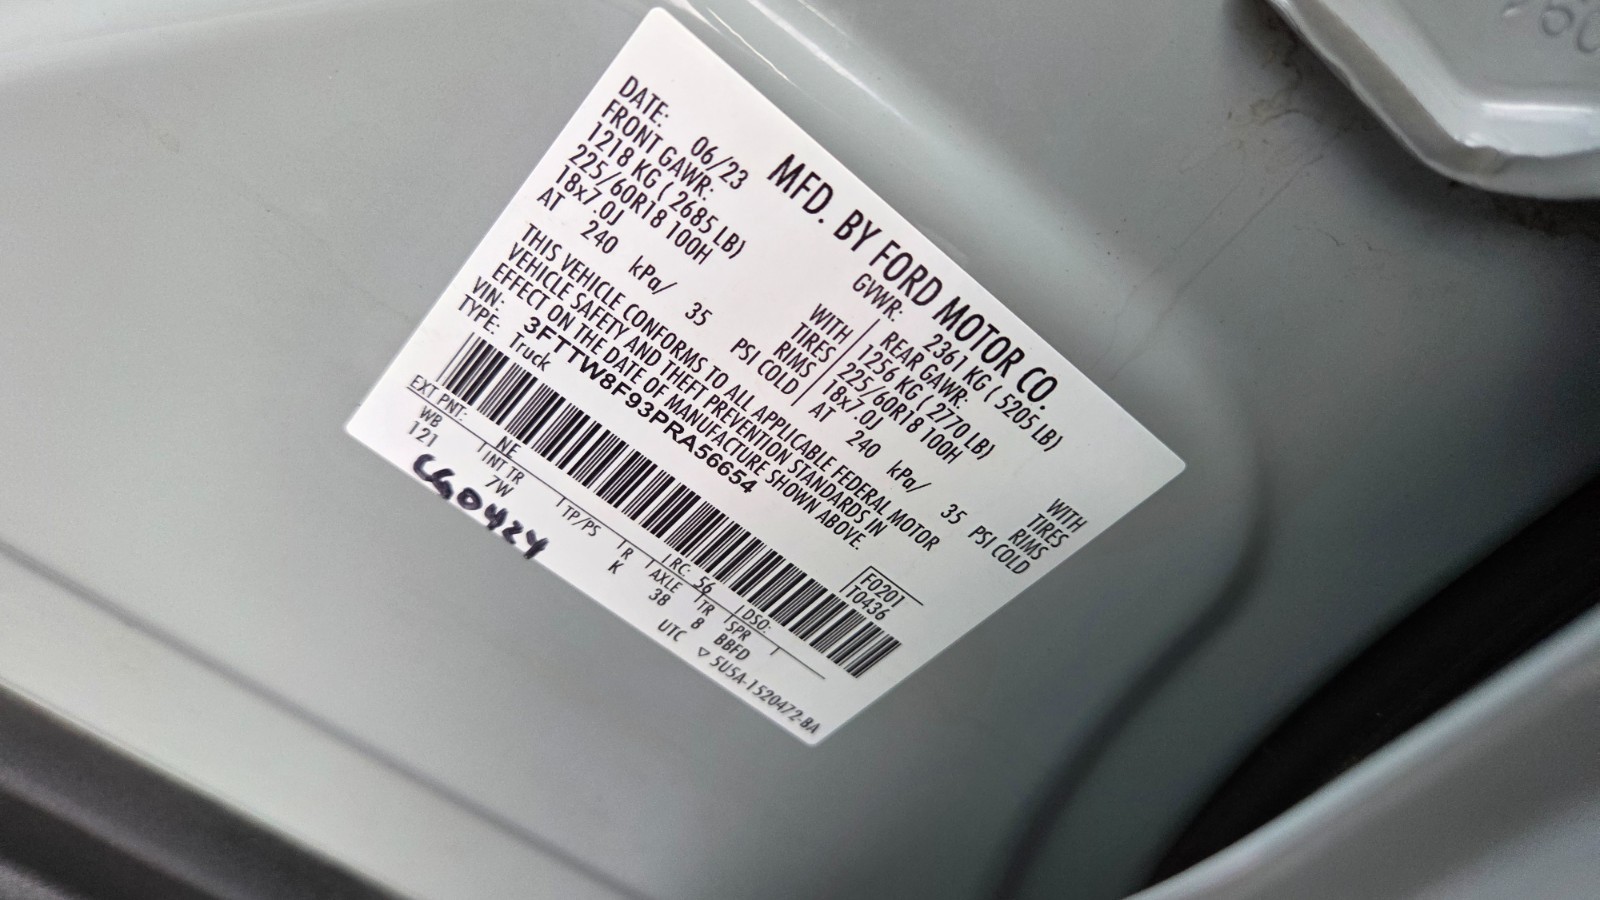 MFD. BY FORD MOTOR CO.
DATE: 06/23 GVWR: 2361 KG ( 5205 LB)
FRONT GAWR: REAR GAWR:
1218 KG ( 2685 LB) WITH 1256 KG ( 2770 LB) WITH
225/60R18 100H TIRES 225/60R18 100H TIRES
18x7.0J RIMS 18x7.0J RIMS
AT 240 kPa/ 35 PSI COLD AT 240 kPa/ 35 PSI COLD
THIS VEHICLE CONFORMS TO ALL APPLICABLE FEDERAL MOTOR
VEHICLE SAFETY AND THEFT PREVENTION STANDARDS IN
EFFECT ON THE DATE OF MANUFACTURE SHOWN ABOVE.
VIN: 3FTTW8F93PRA56654 F0201
TYPE: Truck T0436
EXT PNT: NE RC: 56 DSO:
WB INT TR TP/PS R AXLE TR SPR
121 7W K 38 8 BBFD
UTC ▽ 5U5A-1520472-BA
CG0424